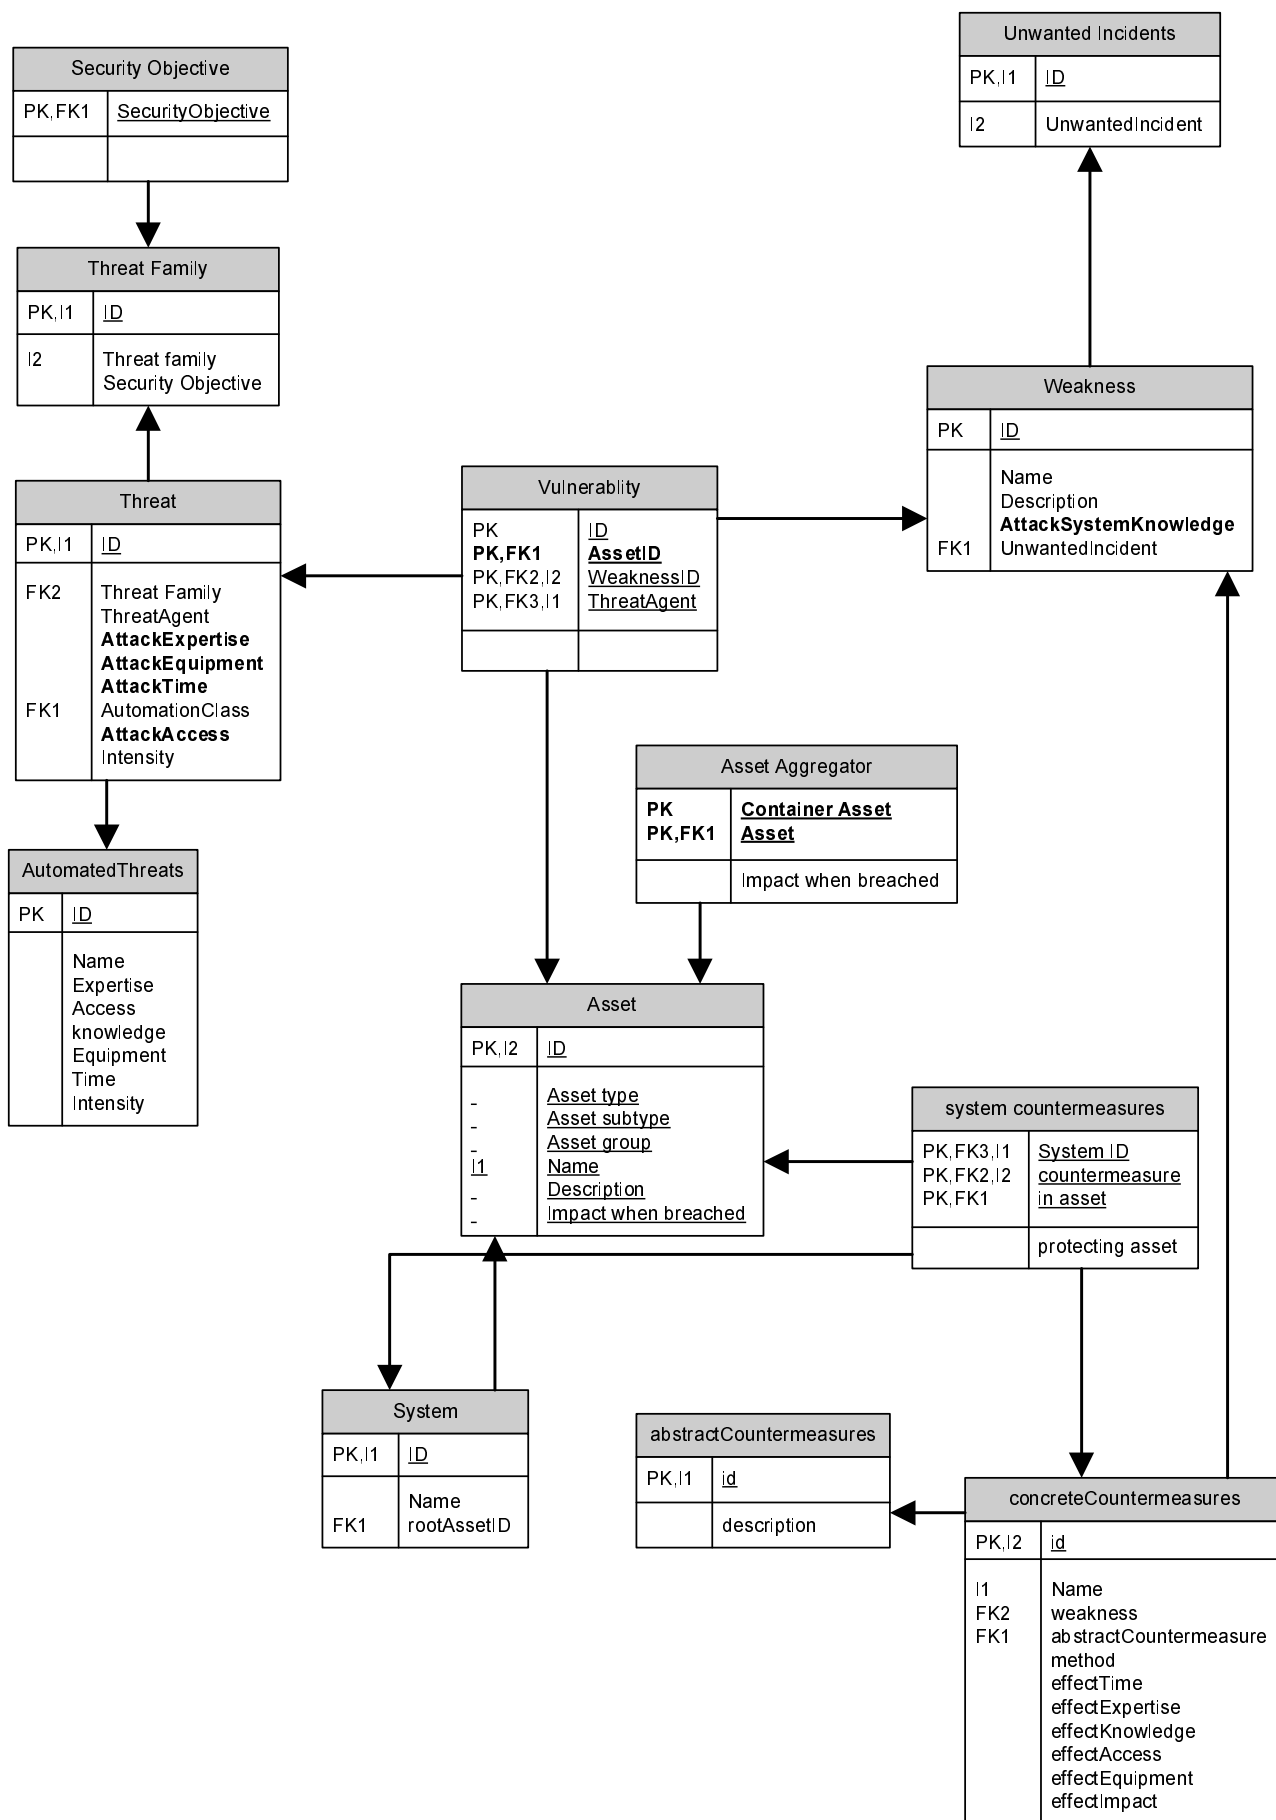 Unwanted Incidents
PK,I1 ID
I2 UnwantedIncident
Security Objective
PK,FK1 SecurityObjective
Threat Family
PK,I1 ID
I2 Threat family
Security Objective
Weakness
PK ID
Name
Description
AttackSystemKnowledge
FK1 UnwantedIncident
Vulnerablity
PK ID
PK,FK1 AssetID
PK,FK2,I2 WeaknessID
PK,FK3,I1 ThreatAgent
Threat
PK,I1 ID
FK2 Threat Family
ThreatAgent
AttackExpertise
AttackEquipment
AttackTime
FK1 AutomationClass
AttackAccess
Intensity
Asset Aggregator
PK Container Asset
PK,FK1 Asset
Impact when breached
AutomatedThreats
PK ID
Name
Expertise
Access
knowledge
Equipment
Time
Intensity
Asset
PK,I2 ID
Asset type
Asset subtype
Asset group
I1 Name
Description
Impact when breached
system countermeasures
PK,FK3,I1 System ID
PK,FK2,I2 countermeasure
PK,FK1 in asset
protecting asset
System
PK,I1 ID
Name
FK1 rootAssetID
abstractCountermeasures
PK,I1 id
description
concreteCountermeasures
PK,I2 id
I1 Name
FK2 weakness
FK1 abstractCountermeasure
method
effectTime
effectExpertise
effectKnowledge
effectAccess
effectEquipment
effectImpact